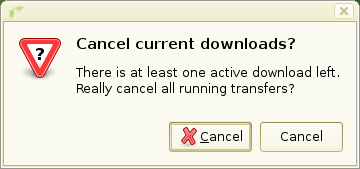 Cancel current downloads?
?
There is at least one active download left.
Really cancel all running transfers?
Cancel
Cancel